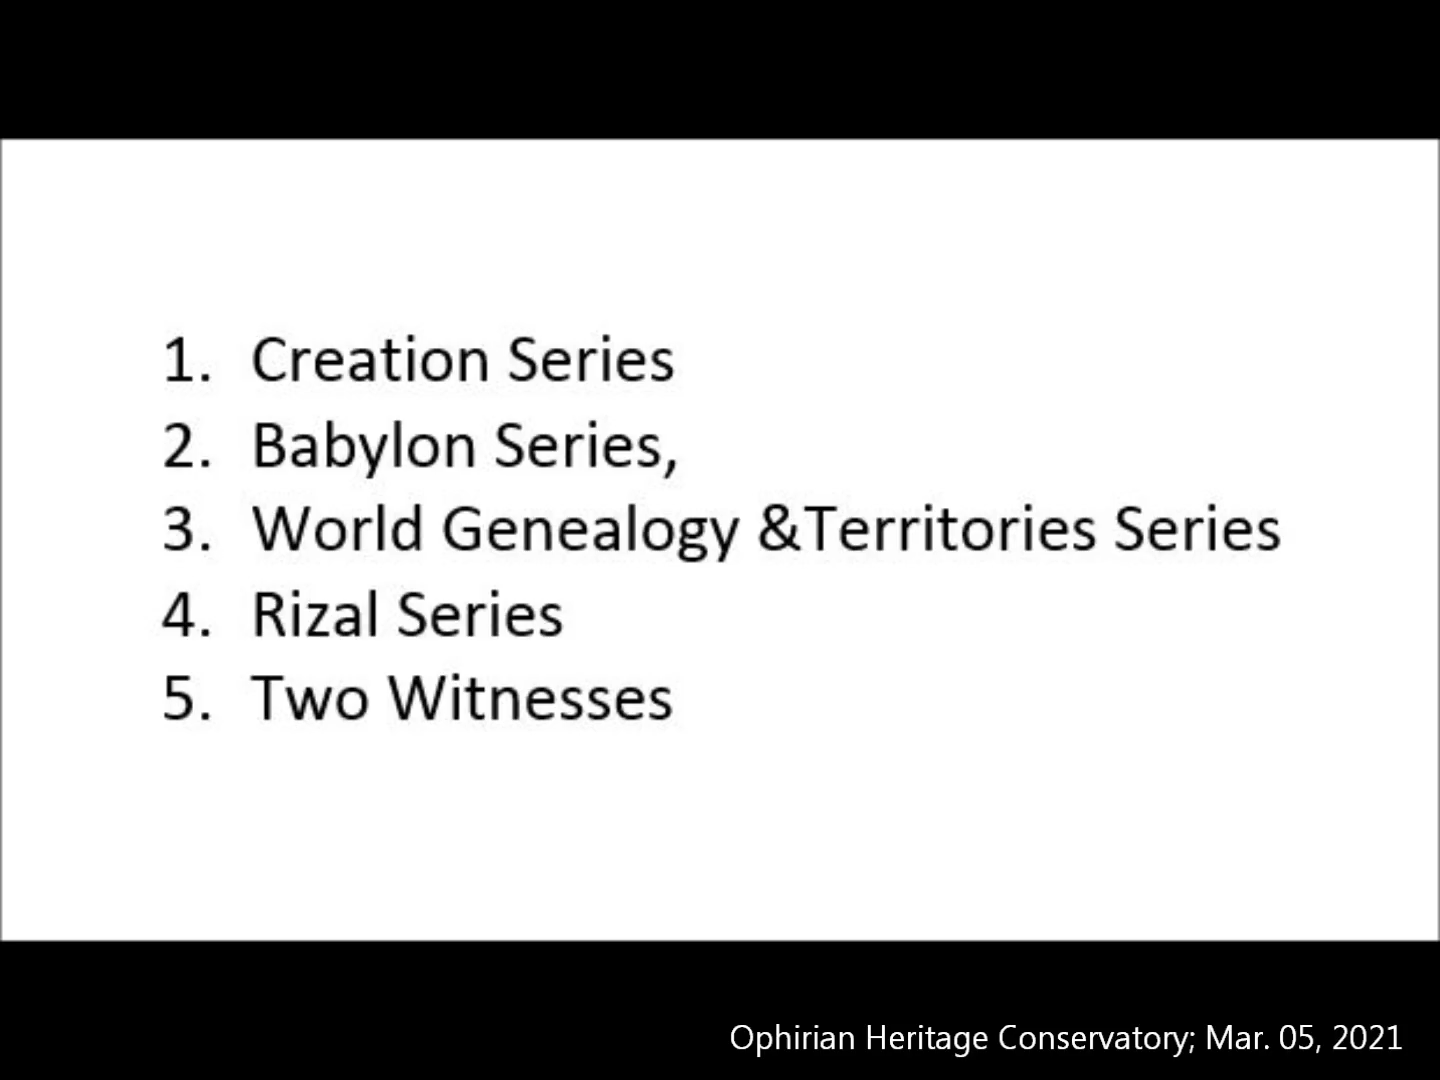 1. Creation Series
2. Babylon Series,
3. World Genealogy &Territories Series
4. Rizal Series
5. Two Witnesses
Ophirian Heritage Conservatory; Mar. 05, 2021